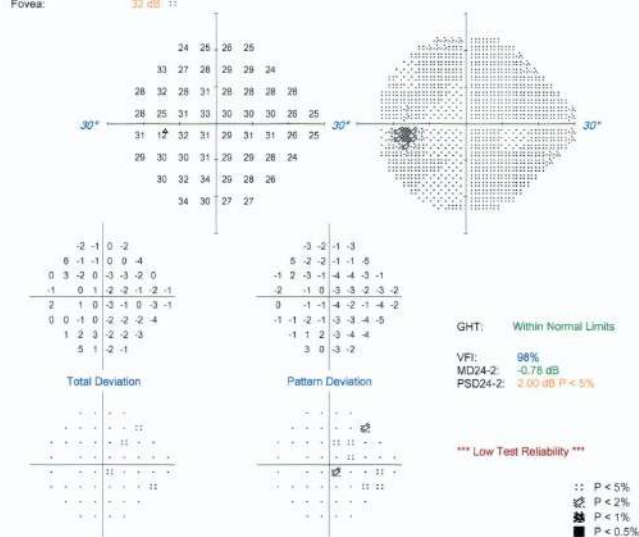 Fovea: 32 dB
24 25 26 25
33 27 28 29 29 24
28 32 28 31 28 28 28 28
28 25 31 33 30 30 30 26 25
30° 30° 30°
31 32 31 29 31 31 26 25
29 30 30 31 29 29 28 24
30 32 34 29 28 26
34 30 27 27
-2 -1 0 -2
6 -1 -1 0 0 -4
0 3 -2 0 -3 -3 -2 0
-1 0 1 -2 -2 -1 -2 -1
2 1 0 -3 -1 0 -3 -1
0 0 -1 0 -2 -2 -2 -4
1 2 3 -2 -2 -3
5 1 -2 -1
-3 -2 -1 -3
5 -2 -2 -1 -1 -5
-1 2 -3 -1 -4 -4 -3 -1
-2 -1 0 -3 -3 -2 -3 -2
0 -1 -1 -4 -2 -1 -4 -2
-1 -1 -2 -1 -3 -3 -4 -5
-1 1 2 -3 -4 -4
3 0 -3 -2
GHT: Within Normal Limits
VFI: 98%
MD24-2: -0.78 dB
PSD24-2: 2.00 dB P < 5%
Total Deviation
Pattern Deviation
*** Low Test Reliability ***
P < 5%
P < 2%
P < 1%
P < 0.5%